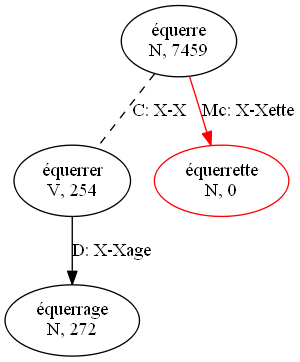 équerre
N, 7459
C: X-X
Mc: X-Xette
équerrer
V, 254
équerrette
N, 0
D: X-Xage
équerrage
N, 272